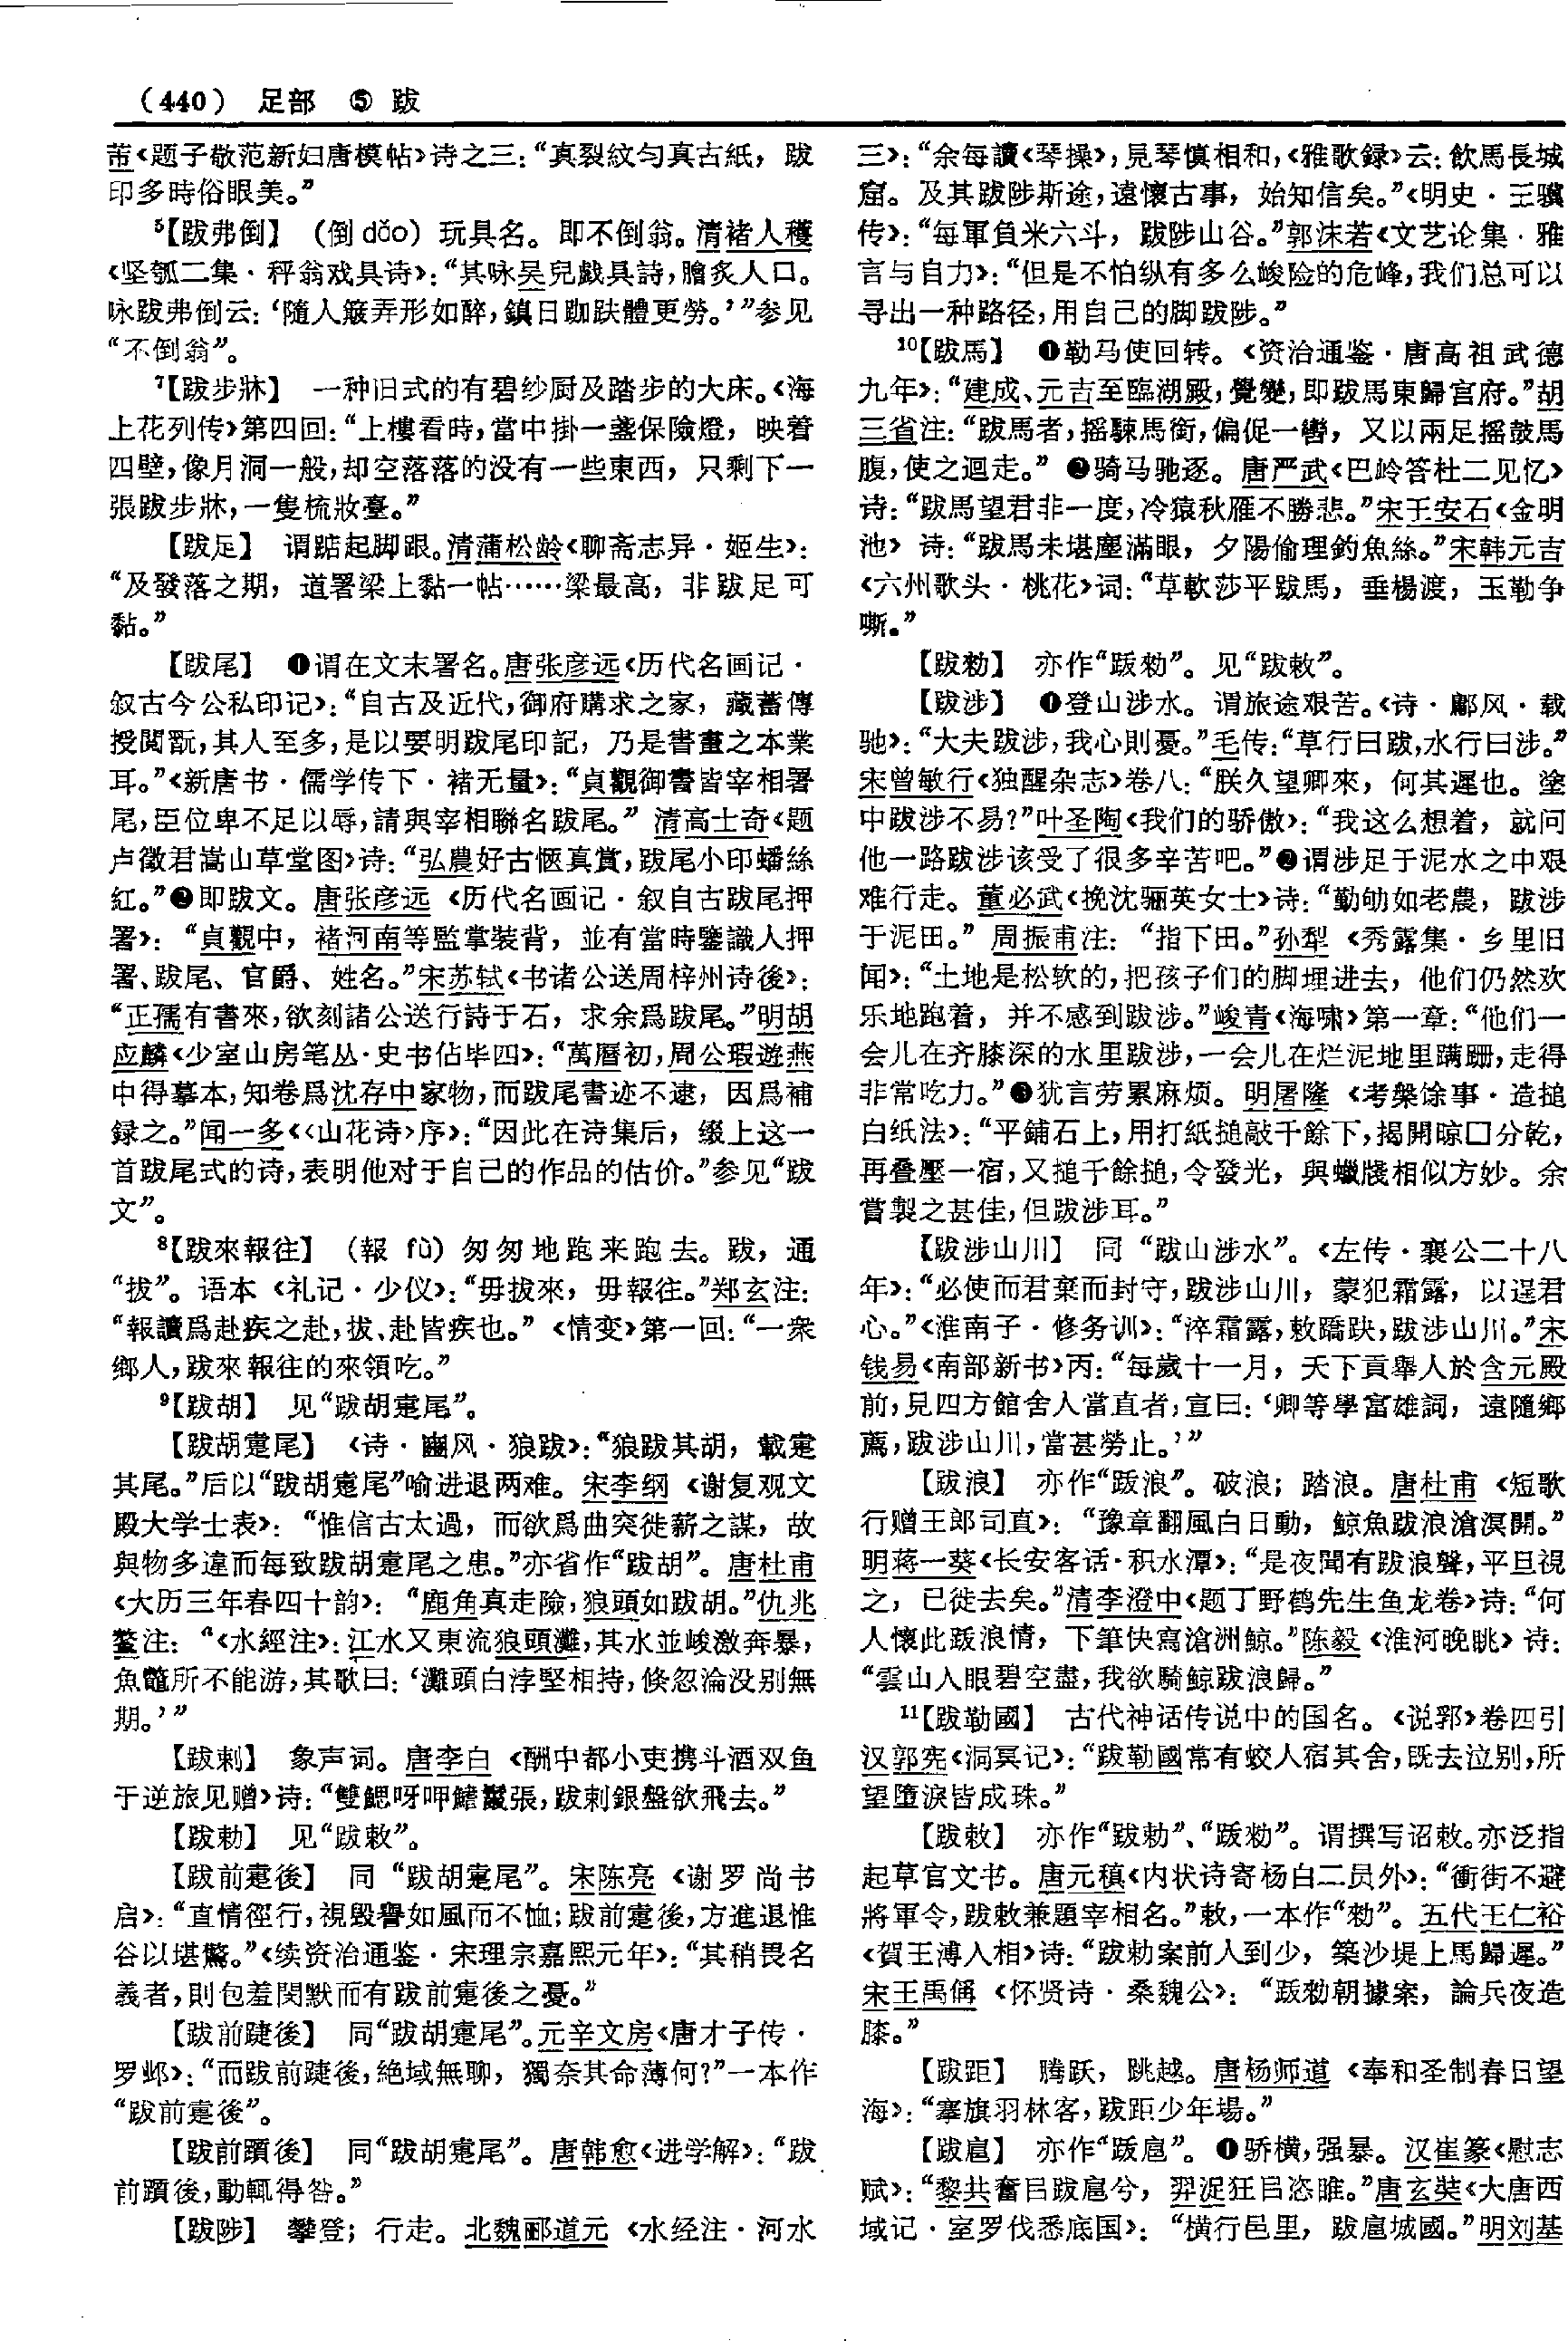 （440） 足部 ⑤ 跋
芾《题子敬范新妇唐模帖》诗之三：“真裂紋匀真古紙，跋
印多時俗眼美。”
⁵【跋弗倒】 （倒 dǎo）玩具名。即不倒翁。清褚人穫
《坚瓠二集·秤翁戏具诗》：“其咏吴兒戲具詩，膾炙人口。
咏跋弗倒云：‘隨人簸弄形如醉，鎮日跏趺體更勞。’”参见
“不倒翁”。
⁷【跋步牀】 一种旧式的有碧纱厨及踏步的大床。《海
上花列传》第四回：“上樓看時，當中掛一盞保險燈，映着
四壁，像月洞一般，却空落落的没有一些東西，只剩下一
張跋步牀，一隻梳妝臺。”
【跋足】 谓踮起脚跟。清蒲松龄《聊斋志异·姬生》：
“及發落之期，道署梁上黏一帖……梁最高，非跋足可
黏。”
【跋尾】 ❶谓在文末署名。唐张彦远《历代名画记·
叙古今公私印记》：“自古及近代，御府購求之家，藏蓄傳
授閲翫，其人至多，是以要明跋尾印記，乃是書畫之本業
耳。”《新唐书·儒学传下·褚无量》：“貞觀御書皆宰相署
尾，臣位卑不足以辱，請與宰相聯名跋尾。” 清高士奇《题
卢徵君嵩山草堂图》诗：“弘農好古愜真賞，跋尾小印蟠絲
紅。”❷即跋文。唐张彦远《历代名画记·叙自古跋尾押
署》：“貞觀中，褚河南等監掌裝背，並有當時鑒識人押
署、跋尾、官爵、姓名。”宋苏轼《书诸公送周梓州诗後》：
“正孺有書來，欲刻諸公送行詩于石，求余爲跋尾。”明胡
应麟《少室山房笔丛·史书佔毕四》：“萬曆初，周公瑕遊燕
中得摹本，知卷爲沈存中家物，而跋尾書迹不逮，因爲補
録之。”闻一多《〈山花诗〉序》：“因此在诗集后，缀上这一
首跋尾式的诗，表明他对于自己的作品的估价。”参见“跋
文”。
⁸【跋來報往】 （報 fù）匆匆地跑来跑去。跋，通
“拔”。语本《礼记·少仪》：“毋拔來，毋報往。”郑玄注：
“報讀爲赴疾之赴，拔、赴皆疾也。”《情变》第一回：“一衆
鄉人，跋來報往的來領吃。”
⁹【跋胡】 见“跋胡疐尾”。
【跋胡疐尾】 《诗·豳风·狼跋》：“狼跋其胡，載疐
其尾。”后以“跋胡疐尾”喻进退两难。宋李纲《谢复观文
殿大学士表》：“惟信古太過，而欲爲曲突徙薪之謀，故
與物多違而每致跋胡疐尾之患。”亦省作“跋胡”。唐杜甫
《大历三年春四十韵》：“鹿角真走險，狼頭如跋胡。”仇兆
鳌注：“《水經注》：江水又東流狼頭灘，其水並峻激奔暴，
魚鼈所不能游，其歌曰：‘灘頭白浡堅相持，倏忽淪没别無
期。’”
【跋剌】 象声词。唐李白《酬中都小吏携斗酒双鱼
于逆旅见赠》诗：“雙鰓呀呷鰭鬣張，跋剌銀盤欲飛去。”
【跋勅】 见“跋敕”。
【跋前疐後】 同“跋胡疐尾”。宋陈亮《谢罗尚书
启》：“直情徑行，視毁譽如風而不恤；跋前疐後，方進退惟
谷以堪驚。”《续资治通鉴·宋理宗嘉熙元年》：“其稍畏名
義者，則包羞閔默而有跋前疐後之憂。”
【跋前踕後】 同“跋胡疐尾”。元辛文房《唐才子传·
罗邺》：“而跋前踕後，絶域無聊，獨奈其命薄何？”一本作
“跋前疐後”。
【跋前躓後】 同“跋胡疐尾”。唐韩愈《进学解》：“跋
前躓後，動輒得咎。”
【跋陟】 攀登；行走。北魏郦道元《水经注·河水
三》：“余每讀《琴操》，見琴慎相和，《雅歌録》云：飲馬長城
窟。及其跋陟斯途，遠懷古事，始知信矣。”《明史·王骥
传》：“每軍負米六斗，跋陟山谷。”郭沫若《文艺论集·雅
言与自力》：“但是不怕纵有多么峻险的危峰，我们总可以
寻出一种路径，用自己的脚跋陟。”
¹⁰【跋馬】 ❶勒马使回转。《资治通鉴·唐高祖武德
九年》：“建成、元吉至臨湖殿，覺變，即跋馬東歸宫府。”胡
三省注：“跋馬者，摇駷馬銜，偏促一轡，又以兩足摇鼓馬
腹，使之迴走。” ❷骑马驰逐。唐严武《巴岭答杜二见忆》
诗：“跋馬望君非一度，冷猿秋雁不勝悲。”宋王安石《金明
池》诗：“跋馬未堪塵滿眼，夕陽偷理釣魚絲。”宋韩元吉
《六州歌头·桃花》词：“草軟莎平跋馬，垂楊渡，玉勒争
嘶。”
【跋勑】 亦作“䟦勑”。见“跋敕”。
【跋涉】 ❶登山涉水。谓旅途艰苦。《诗·鄘风·载
驰》：“大夫跋涉，我心則憂。”毛传：“草行曰跋，水行曰涉。”
宋曾敏行《独醒杂志》卷八：“朕久望卿來，何其遲也。塗
中跋涉不易？”叶圣陶《我们的骄傲》：“我这么想着，就问
他一路跋涉该受了很多辛苦吧。”❷谓涉足于泥水之中艰
难行走。董必武《挽沈骊英女士》诗：“勤劬如老農，跋涉
于泥田。”周振甫注：“指下田。”孙犁《秀露集·乡里旧
闻》：“土地是松软的，把孩子们的脚埋进去，他们仍然欢
乐地跑着，并不感到跋涉。”峻青《海啸》第一章：“他们一
会儿在齐膝深的水里跋涉，一会儿在烂泥地里蹒跚，走得
非常吃力。”❸犹言劳累麻烦。明屠隆《考槃馀事·造搥
白纸法》：“平鋪石上，用打紙搥敲千餘下，揭開晾□分乾，
再叠壓一宿，又搥千餘搥，令發光，與蠟牋相似方妙。余
嘗製之甚佳，但跋涉耳。”
【跋涉山川】 同“跋山涉水”。《左传·襄公二十八
年》：“必使而君棄而封守，跋涉山川，蒙犯霜露，以逞君
心。”《淮南子·修务训》：“淬霜露，敕蹻趹，跋涉山川。”宋
钱易《南部新书》丙：“每歲十一月，天下貢舉人於含元殿
前，見四方館舍人當直者，宣曰：‘卿等學富雄詞，遠隨鄉
薦，跋涉山川，當甚勞止。’”
【跋浪】 亦作“䟦浪”。破浪；踏浪。唐杜甫《短歌
行赠王郎司直》：“豫章翻風白日動，鯨魚跋浪滄溟開。”
明蒋一葵《长安客话·积水潭》：“是夜聞有跋浪聲，平旦視
之，已徙去矣。”清李澄中《题丁野鹤先生鱼龙卷》诗：“何
人懷此䟦浪情，下筆快寫滄洲鯨。”陈毅《淮河晚眺》诗：
“雲山入眼碧空盡，我欲騎鯨跋浪歸。”
¹¹【跋勒國】 古代神话传说中的国名。《说郛》卷四引
汉郭宪《洞冥记》：“跋勒國常有蛟人宿其舍，既去泣别，所
望墮淚皆成珠。”
【跋敕】 亦作“跋勅”、“䟦勑”。谓撰写诏敕。亦泛指
起草官文书。唐元稹《内状诗寄杨白二员外》：“衝街不避
將軍令，跋敕兼題宰相名。”敕，一本作“勑”。五代王仁裕
《賀王溥入相》诗：“跋勅案前人到少，築沙堤上馬歸遲。”
宋王禹偁《怀贤诗·桑魏公》：“䟦勑朝據案，論兵夜造
膝。”
【跋距】 腾跃，跳越。唐杨师道《奉和圣制春日望
海》：“搴旗羽林客，跋距少年場。”
【跋扈】 亦作“䟦扈”。❶骄横，强暴。汉崔篆《慰志
赋》：“黎共奮以跋扈兮，羿浞狂㠯恣睢。”唐玄奘《大唐西
域记·室罗伐悉底国》：“横行邑里，跋扈城國。”明刘基